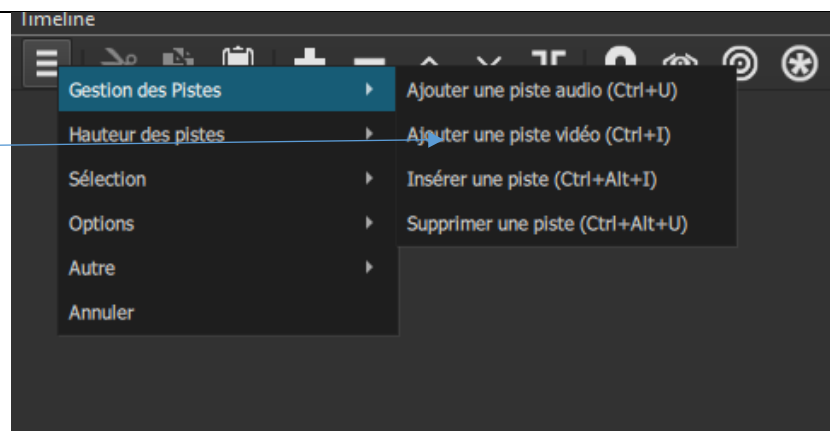 Timeline
Gestion des Pistes
Ajouter une piste audio (Ctrl+U)
Hauteur des pistes
Ajouter une piste vidéo (Ctrl+I)
Sélection
Insérer une piste (Ctrl+Alt+I)
Options
Supprimer une piste (Ctrl+Alt+U)
Autre
Annuler